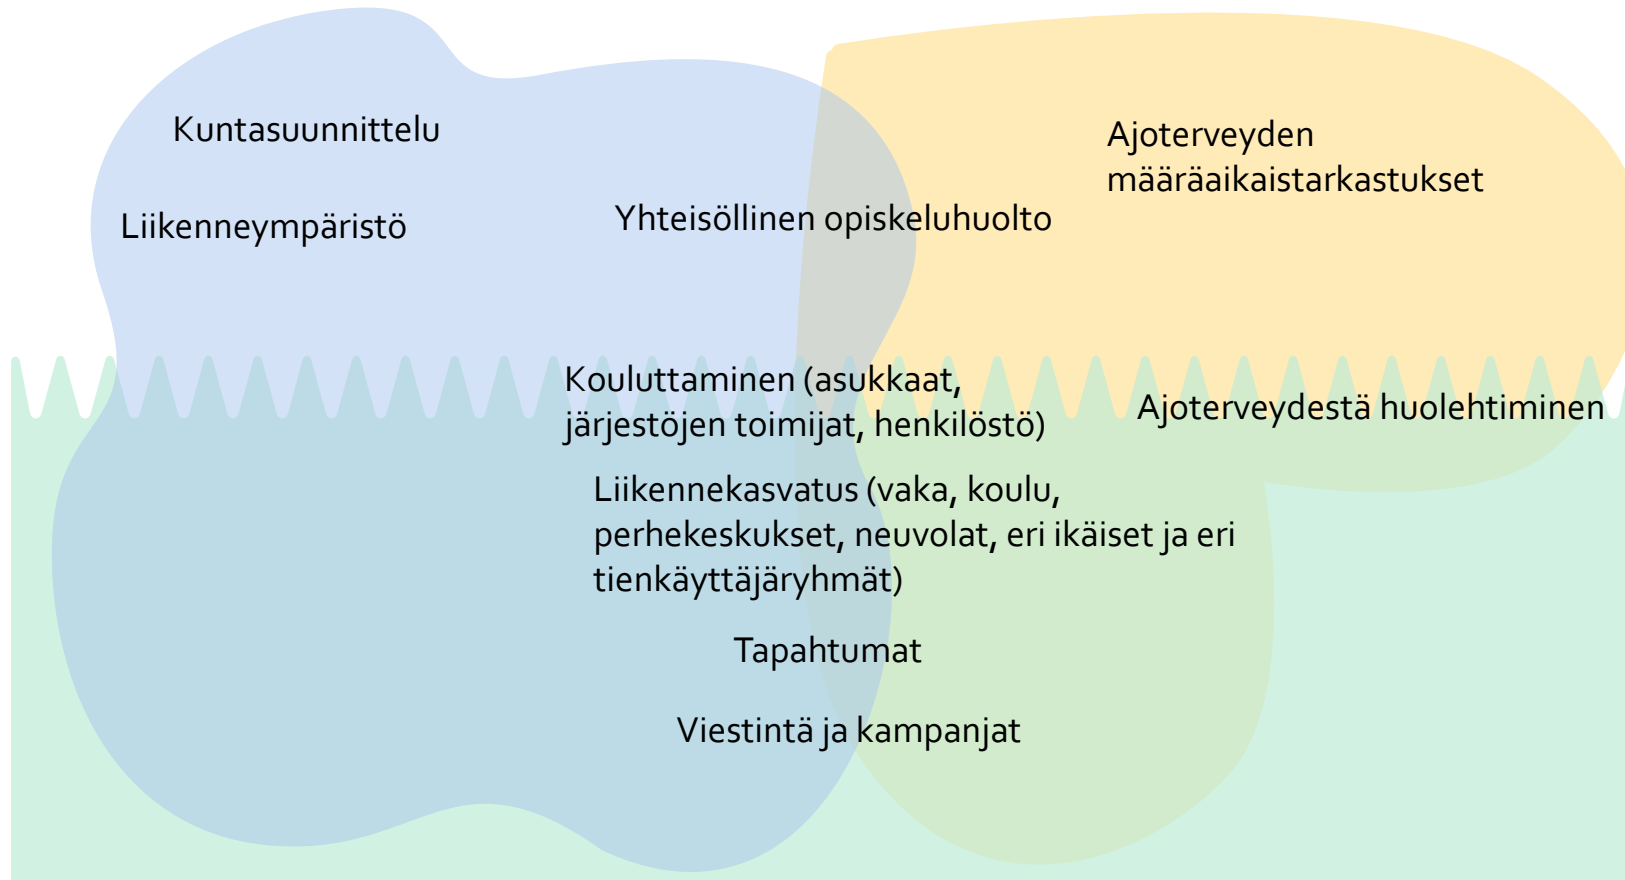 Kuntasuunnittelu
Ajoterveyden
määräaikaistarkastukset
Liikenneympäristö
Yhteisöllinen opiskeluhuolto
Kouluttaminen (asukkaat,
järjestöjen toimijat, henkilöstö)
Ajoterveydestä huolehtiminen
Liikennekasvatus (vaka, koulu,
perhekeskukset, neuvolat, eri ikäiset ja eri
tienkäyttäjäryhmät)
Tapahtumat
Viestintä ja kampanjat